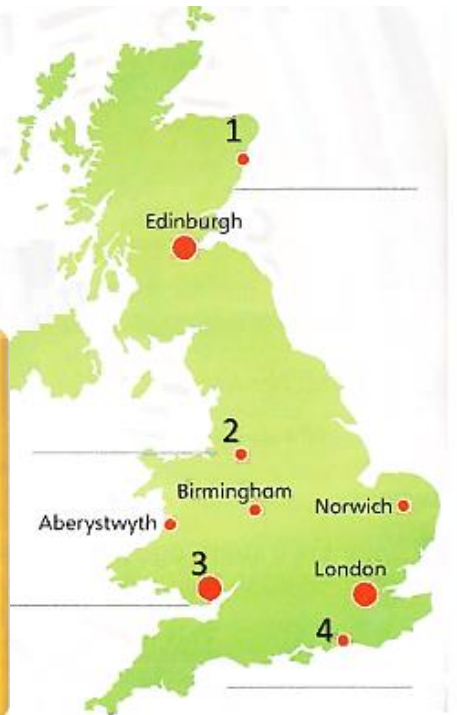 1
Edinburgh
2
Birmingham
Norwich
Aberystwyth
3
London
4